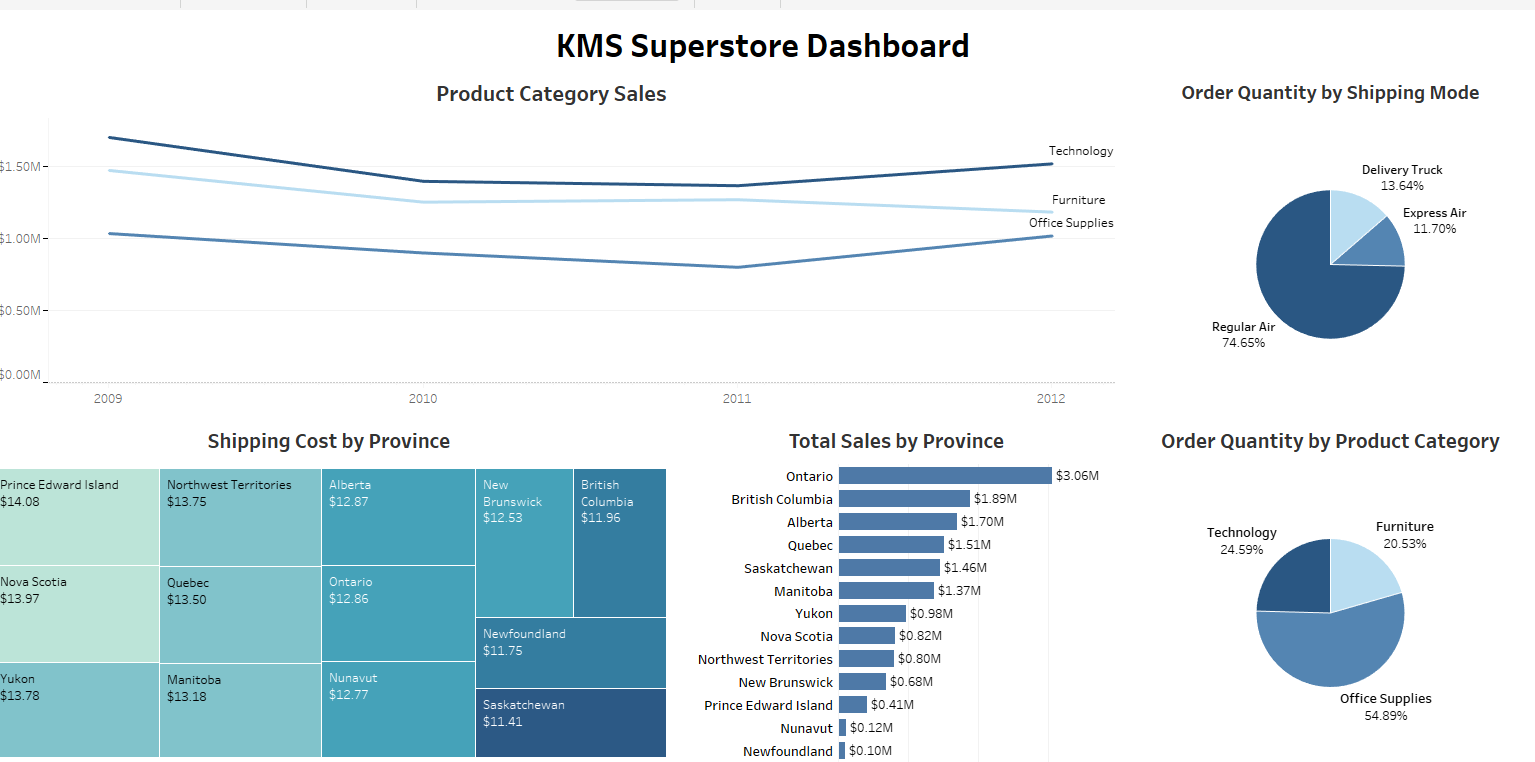 KMS Superstore Dashboard
Product Category Sales
$1.50M
$1.00M
$0.50M
$0.00M
Technology
Furniture
Office Supplies
2009
2010
2011
2012
Order Quantity by Shipping Mode
Delivery Truck
13.64%
Express Air
11.70%
Regular Air
74.65%
Shipping Cost by Province
Prince Edward Island
$14.08
Nova Scotia
$13.97
Yukon
$13.78
Northwest Territories
$13.75
Quebec
$13.50
Manitoba
$13.18
Alberta
$12.87
Ontario
$12.86
Nunavut
$12.77
New
Brunswick
$12.53
British
Columbia
$11.96
Newfoundland
$11.75
Saskatchewan
$11.41
Total Sales by Province
Ontario $3.06M
British Columbia $1.89M
Alberta $1.70M
Quebec $1.51M
Saskatchewan $1.46M
Manitoba $1.37M
Yukon $0.98M
Nova Scotia $0.82M
Northwest Territories $0.80M
New Brunswick $0.68M
Prince Edward Island $0.41M
Nunavut $0.12M
Newfoundland $0.10M
Order Quantity by Product Category
Technology
24.59%
Furniture
20.53%
Office Supplies
54.89%